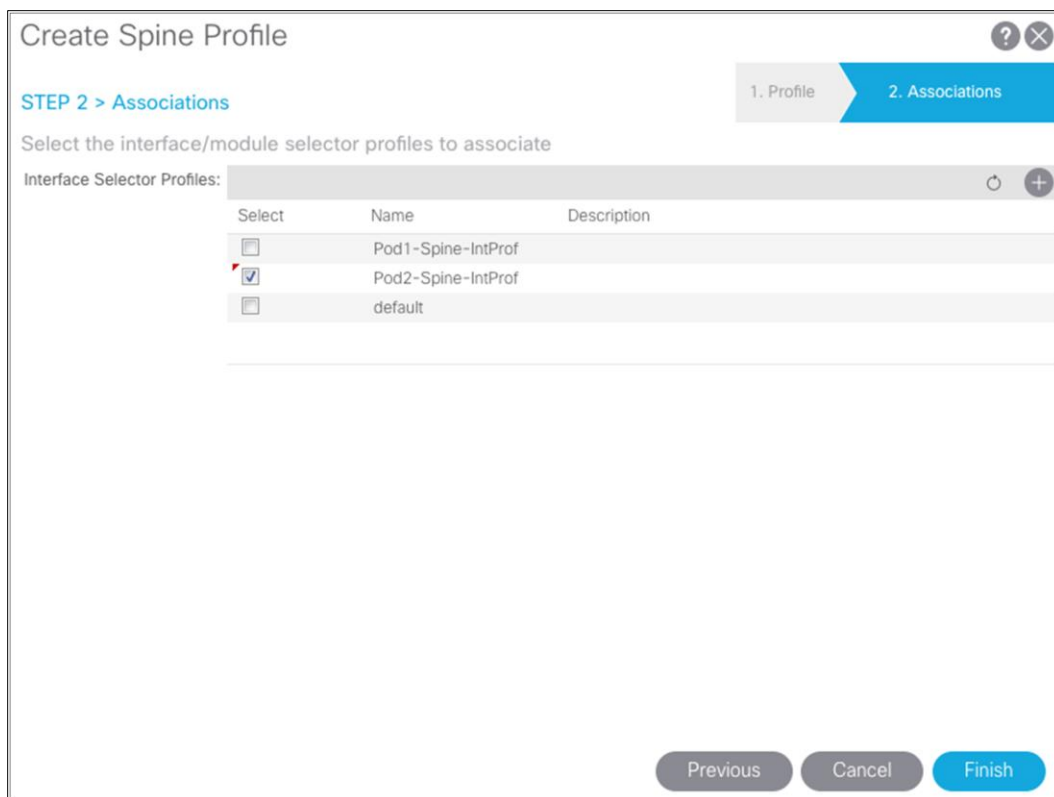 Create Spine Profile
?
STEP 2 > Associations
1. Profile
2. Associations
Select the interface/module selector profiles to associate
Interface Selector Profiles:
Select Name Description
Pod1-Spine-IntProf
Pod2-Spine-IntProf
default
Previous Cancel Finish